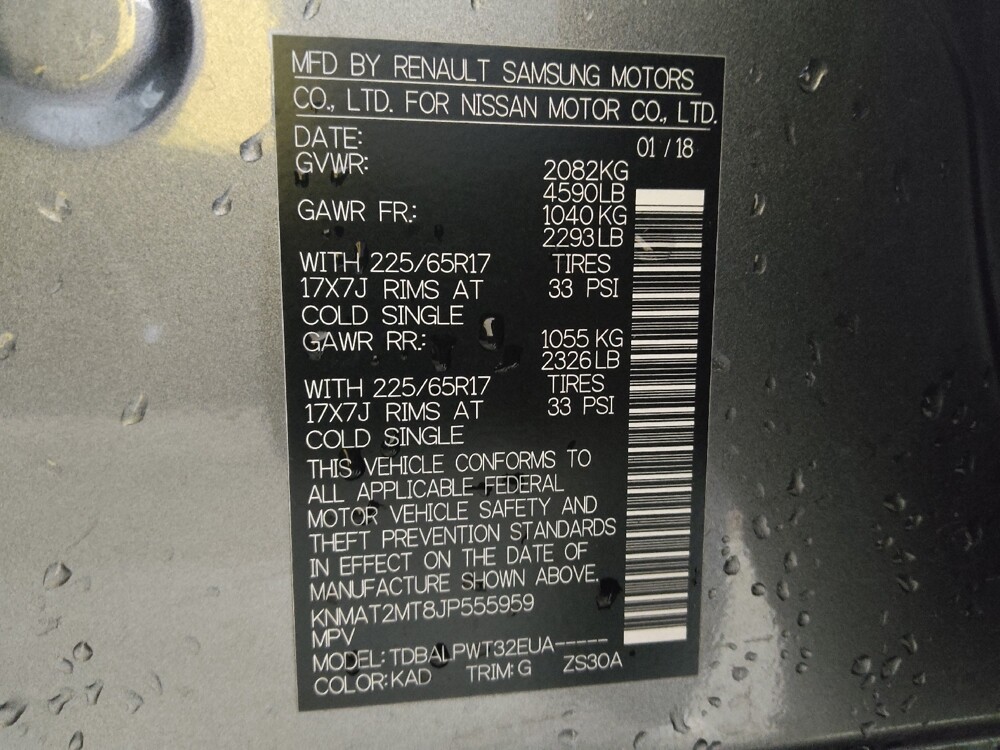 MFD BY RENAULT SAMSUNG MOTORS
CO., LTD. FOR NISSAN MOTOR CO., LTD.
DATE: 01 / 18
GVWR: 2082KG
4590LB
GAWR FR.: 1040 KG
2293 LB
WITH 225/65R17 TIRES
17X7J RIMS AT 33 PSI
COLD SINGLE
GAWR RR.: 1055 KG
2326 LB
WITH 225/65R17 TIRES
17X7J RIMS AT 33 PSI
COLD SINGLE
THIS VEHICLE CONFORMS TO
ALL APPLICABLE FEDERAL
MOTOR VEHICLE SAFETY AND
THEFT PREVENTION STANDARDS
IN EFFECT ON THE DATE OF
MANUFACTURE SHOWN ABOVE.
KNMAT2MT8JP555959
MPV
MODEL: TDBALPWT32EUA-----
COLOR: KAD TRIM: G ZS30A